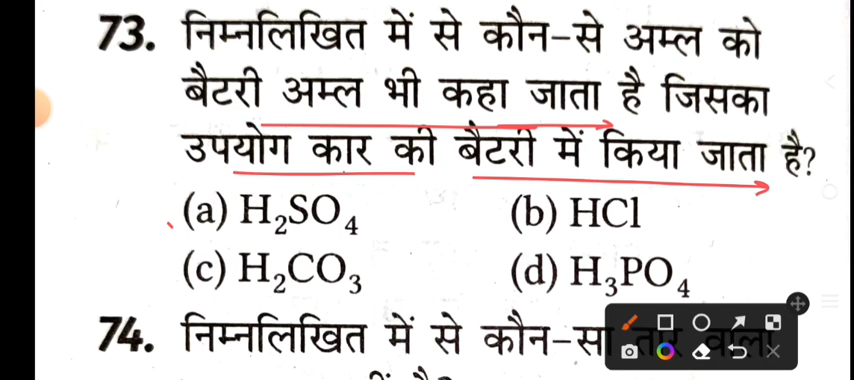 73. निम्नलिखित में से कौन-से अम्ल को
बैटरी अम्ल भी कहा जाता है जिसका
उपयोग कार की बैटरी में किया जाता है?
(a) H₂SO₄ (b) HCl
(c) H₂CO₃ (d) H₃PO₄
74. निम्नलिखित में से कौन-सा तार वाला